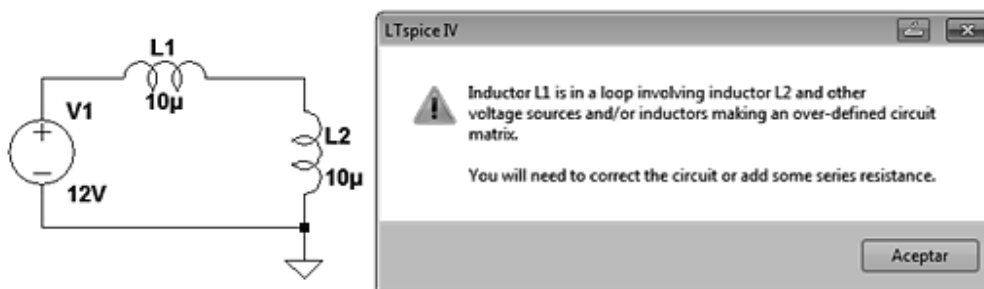 L1
10µ
V1
12V
L2
10µ
LTspice IV
Inductor L1 is in a loop involving inductor L2 and other
voltage sources and/or inductors making an over-defined circuit
matrix.
You will need to correct the circuit or add some series resistance.
Aceptar